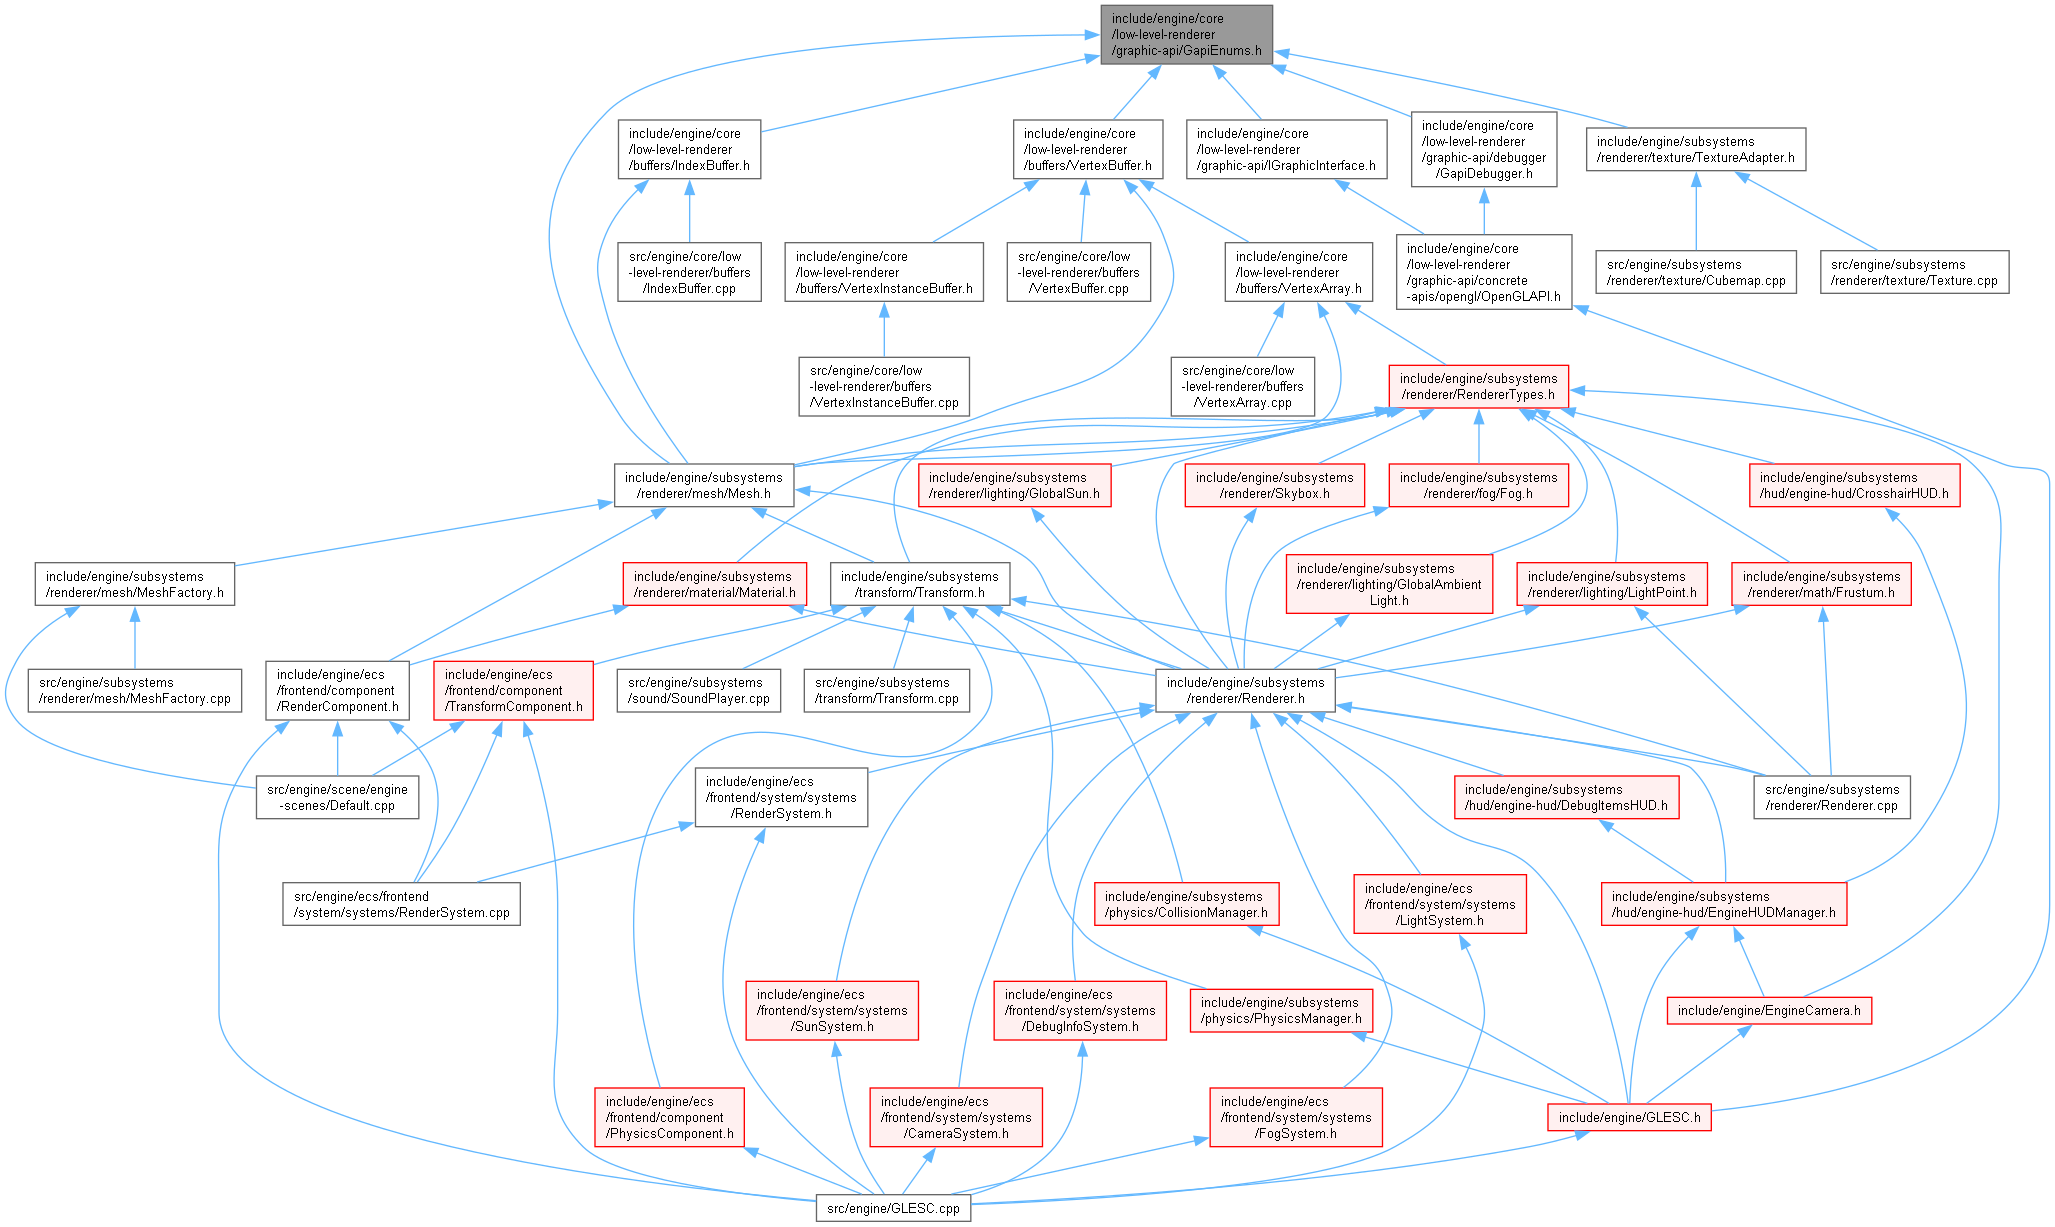 include/engine/core
/low-level-renderer
/graphic-api/GapiEnums.h
include/engine/core
/low-level-renderer
/buffers/IndexBuffer.h
include/engine/core
/low-level-renderer
/buffers/VertexBuffer.h
include/engine/core
/low-level-renderer
/graphic-api/IGraphicInterface.h
include/engine/core
/low-level-renderer
/graphic-api/debugger
/GapiDebugger.h
include/engine/subsystems
/renderer/texture/TextureAdapter.h
src/engine/core/low
-level-renderer/buffers
/IndexBuffer.cpp
include/engine/core
/low-level-renderer
/buffers/VertexInstanceBuffer.h
src/engine/core/low
-level-renderer/buffers
/VertexBuffer.cpp
include/engine/core
/low-level-renderer
/buffers/VertexArray.h
include/engine/core
/low-level-renderer
/graphic-api/concrete
-apis/opengl/OpenGLAPI.h
src/engine/subsystems
/renderer/texture/Cubemap.cpp
src/engine/subsystems
/renderer/texture/Texture.cpp
src/engine/core/low
-level-renderer/buffers
/VertexInstanceBuffer.cpp
src/engine/core/low
-level-renderer/buffers
/VertexArray.cpp
include/engine/subsystems
/renderer/RendererTypes.h
include/engine/subsystems
/renderer/mesh/Mesh.h
include/engine/subsystems
/renderer/lighting/GlobalSun.h
include/engine/subsystems
/renderer/Skybox.h
include/engine/subsystems
/renderer/fog/Fog.h
include/engine/subsystems
/hud/engine-hud/CrosshairHUD.h
include/engine/subsystems
/renderer/mesh/MeshFactory.h
include/engine/subsystems
/renderer/material/Material.h
include/engine/subsystems
/transform/Transform.h
include/engine/subsystems
/renderer/lighting/GlobalAmbient
Light.h
include/engine/subsystems
/renderer/lighting/LightPoint.h
include/engine/subsystems
/renderer/math/Frustum.h
src/engine/subsystems
/renderer/mesh/MeshFactory.cpp
include/engine/ecs
/frontend/component
/RenderComponent.h
include/engine/ecs
/frontend/component
/TransformComponent.h
src/engine/subsystems
/sound/SoundPlayer.cpp
src/engine/subsystems
/transform/Transform.cpp
include/engine/subsystems
/renderer/Renderer.h
src/engine/scene/engine
-scenes/Default.cpp
include/engine/ecs
/frontend/system/systems
/RenderSystem.h
include/engine/subsystems
/hud/engine-hud/DebugItemsHUD.h
src/engine/subsystems
/renderer/Renderer.cpp
src/engine/ecs/frontend
/system/systems/RenderSystem.cpp
include/engine/subsystems
/physics/CollisionManager.h
include/engine/ecs
/frontend/system/systems
/LightSystem.h
include/engine/subsystems
/hud/engine-hud/EngineHUDManager.h
include/engine/ecs
/frontend/system/systems
/SunSystem.h
include/engine/ecs
/frontend/system/systems
/DebugInfoSystem.h
include/engine/subsystems
/physics/PhysicsManager.h
include/engine/EngineCamera.h
include/engine/ecs
/frontend/component
/PhysicsComponent.h
include/engine/ecs
/frontend/system/systems
/CameraSystem.h
include/engine/ecs
/frontend/system/systems
/FogSystem.h
include/engine/GLESC.h
src/engine/GLESC.cpp